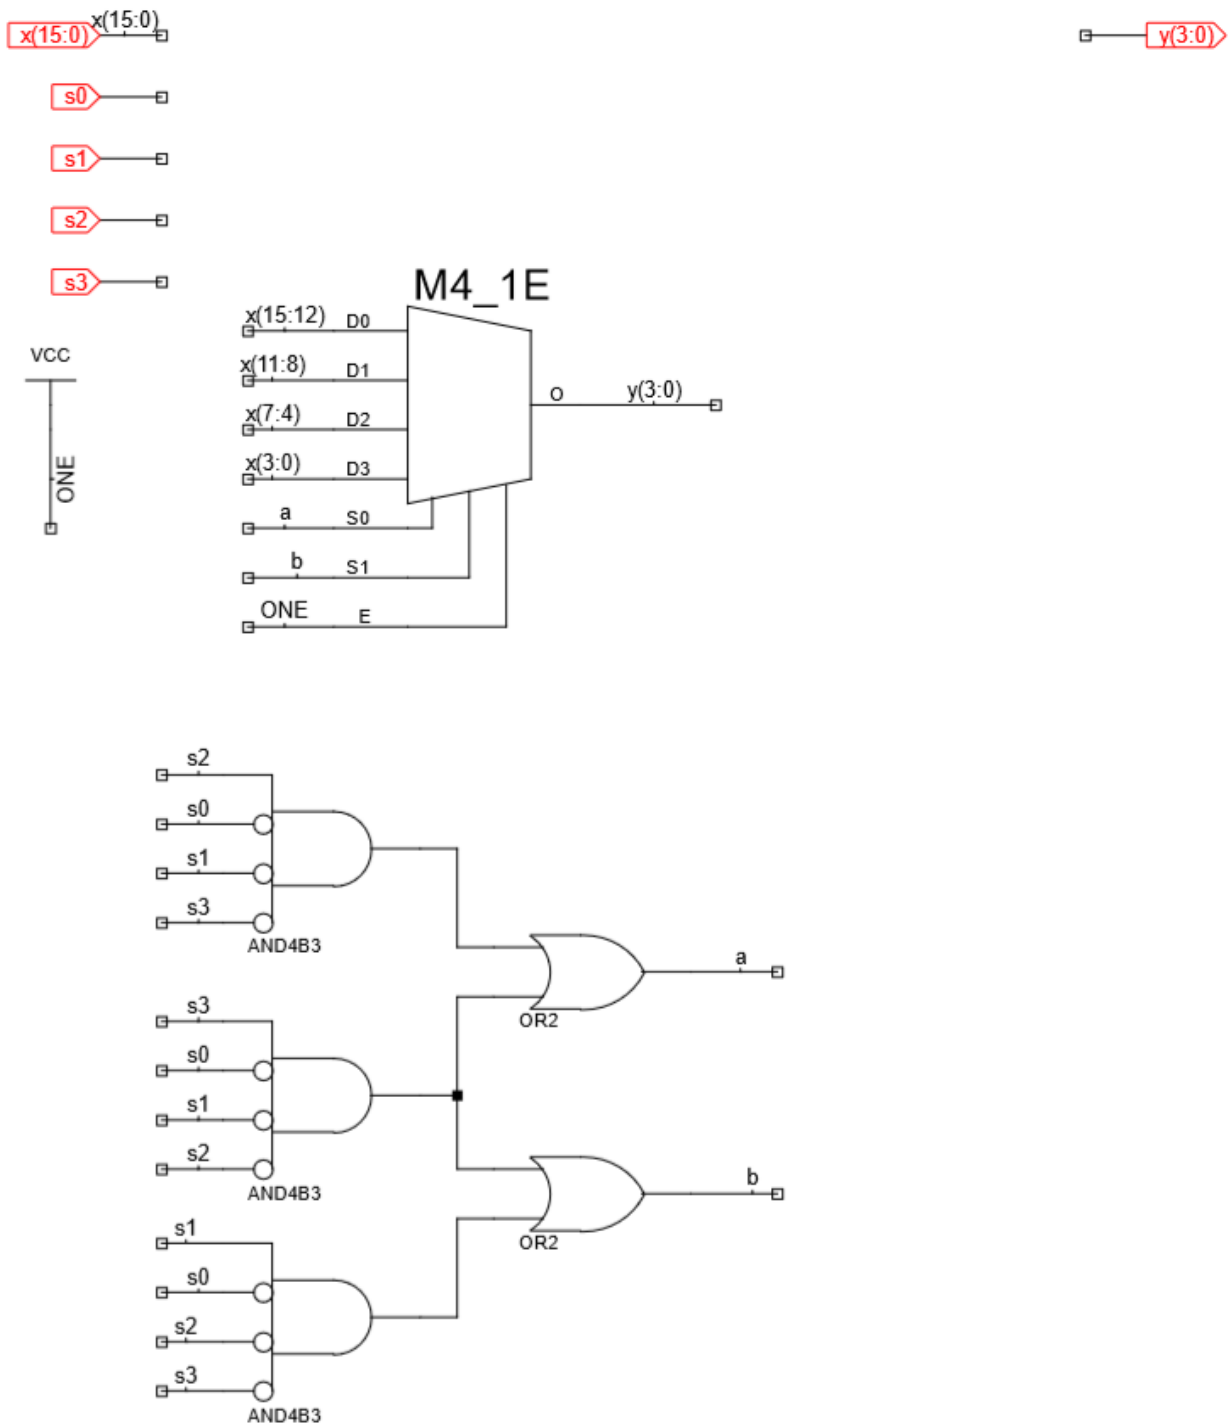 x(15:0)
x(15:0)
y(3:0)
s0
s1
s2
s3
M4_1E
x(15:12)
D0
VCC
x(11:8)
D1
O
y(3:0)
x(7:4)
D2
x(3:0)
D3
ONE
a
S0
b
S1
ONE
E
s2
s0
s1
s3
AND4B3
a
OR2
s3
s0
s1
s2
AND4B3
b
OR2
s1
s0
s2
s3
AND4B3